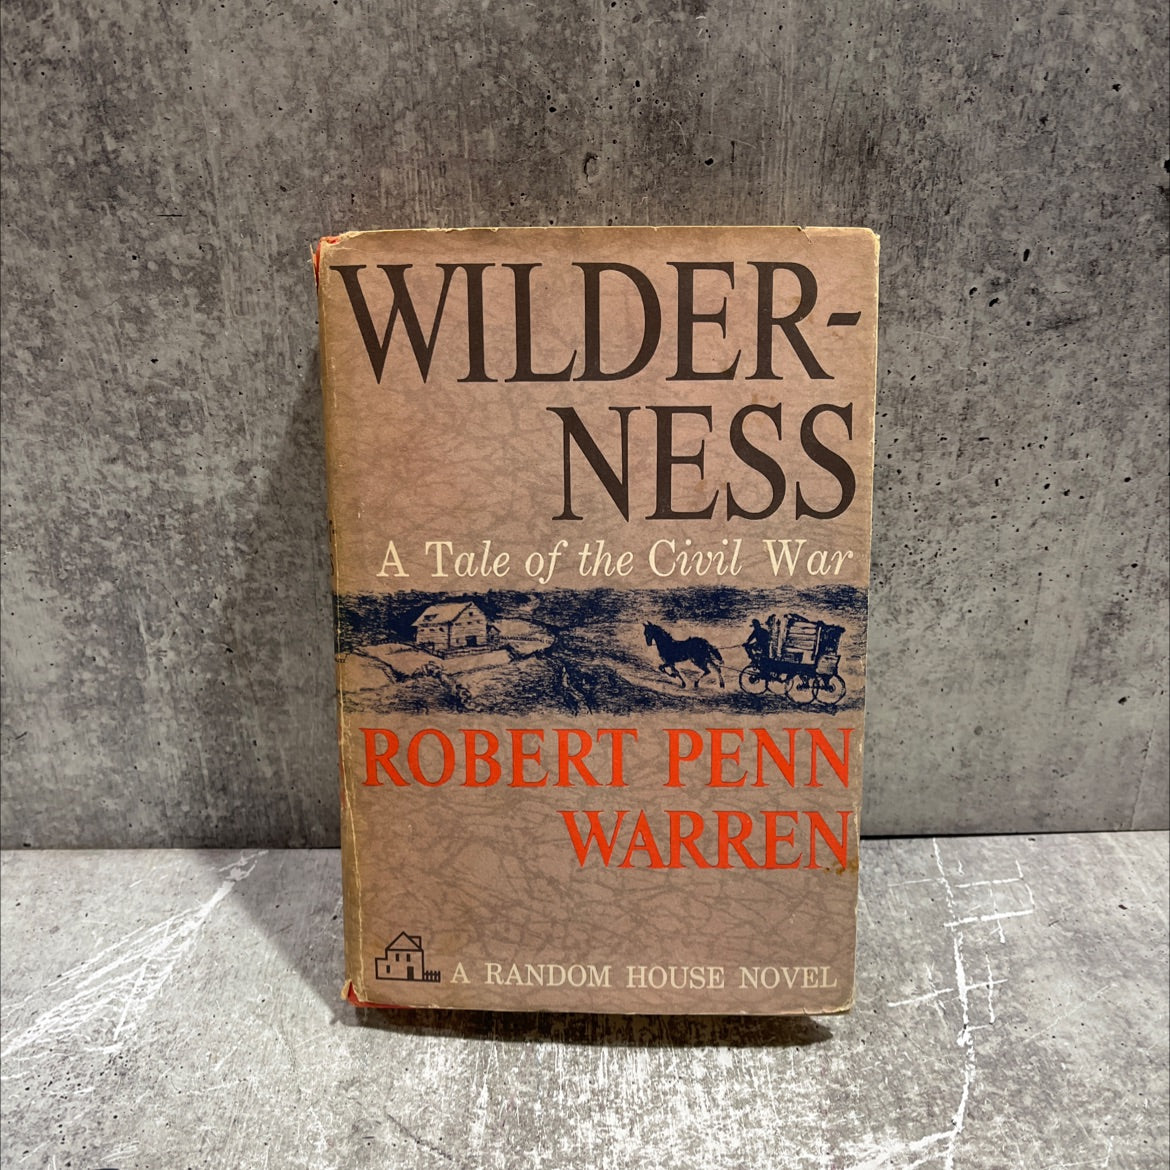 WILDER-
NESS
A Tale of the Civil War
ROBERT PENN
WARREN
A RANDOM HOUSE NOVEL